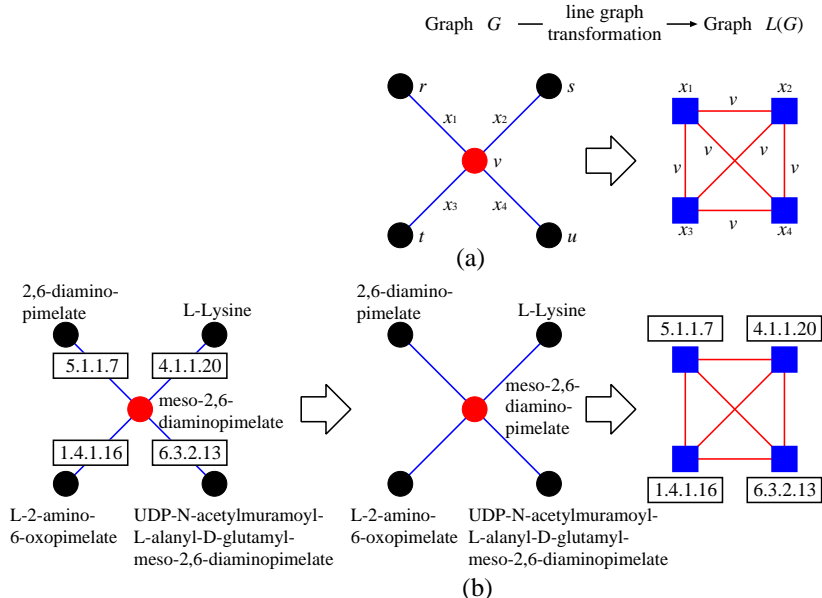 Graph G line graph transformation Graph L(G)
r s
x1 x2
v
x3 x4
t u
x1 v x2
v v v v
x3 v x4
(a)
2,6-diamino-
pimelate
L-Lysine
5.1.1.7 4.1.1.20
meso-2,6-
diaminopimelate
1.4.1.16 6.3.2.13
L-2-amino-
6-oxopimelate
UDP-N-acetylmuramoyl-
L-alanyl-D-glutamyl-
meso-2,6-diaminopimelate
2,6-diamino-
pimelate
L-Lysine
meso-2,6-
diamino-
pimelate
L-2-amino-
6-oxopimelate
UDP-N-acetylmuramoyl-
L-alanyl-D-glutamyl-
meso-2,6-diaminopimelate
5.1.1.7 4.1.1.20
1.4.1.16 6.3.2.13
(b)